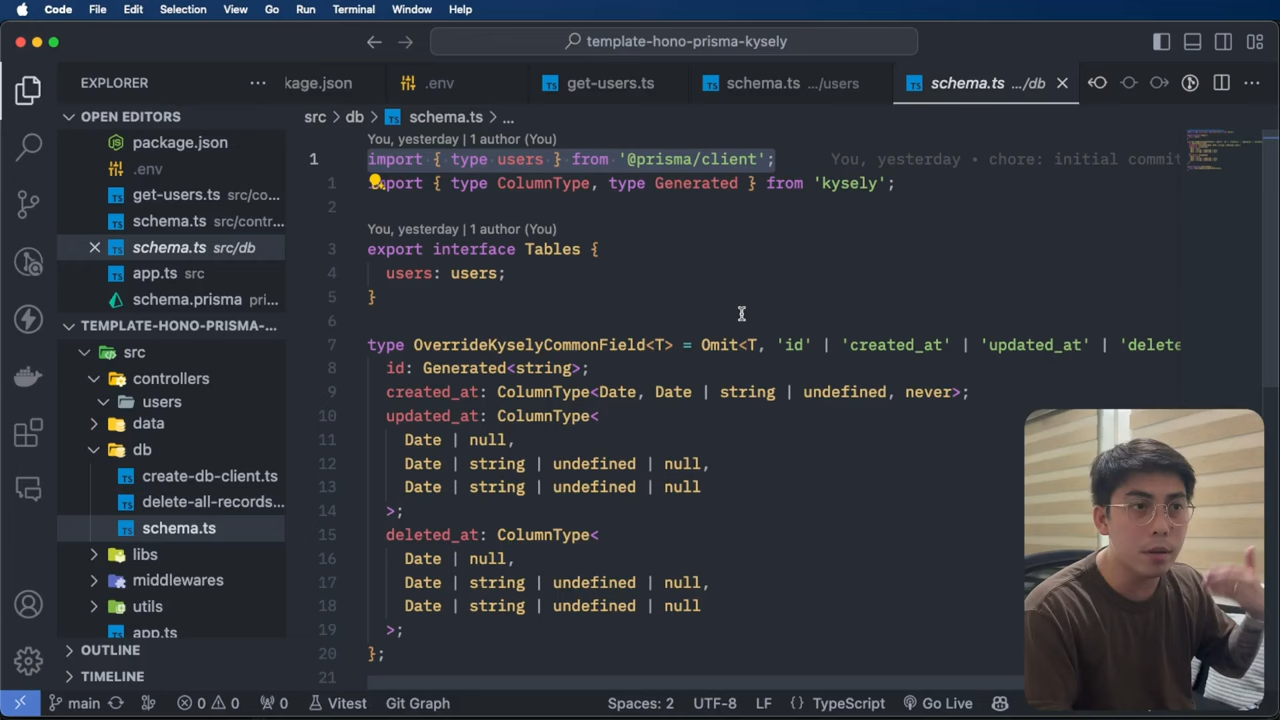 Code File Edit Selection View Go Run Terminal Window Help
template-hono-prisma-kysely
EXPLORER
kage.json
.env
get-users.ts
schema.ts .../users
schema.ts .../db
OPEN EDITORS
package.json
.env
get-users.ts src/co...
schema.ts src/contr...
schema.ts src/db
app.ts src
schema.prisma pri...
TEMPLATE-HONO-PRISMA-...
src
controllers
users
data
db
create-db-client.ts
delete-all-records...
schema.ts
libs
middlewares
utils
app.ts
OUTLINE
TIMELINE
src > db > schema.ts > ...
You, yesterday | 1 author (You)
1 import { type users } from '@prisma/client'; You, yesterday • chore: initial commit
1 import { type ColumnType, type Generated } from 'kysely';
2
You, yesterday | 1 author (You)
3 export interface Tables {
4 users: users;
5 }
6
7 type OverrideKyselyCommonField<T> = Omit<T, 'id' | 'created_at' | 'updated_at' | 'delete
8 id: Generated<string>;
9 created_at: ColumnType<Date, Date | string | undefined, never>;
10 updated_at: ColumnType<
11 Date | null,
12 Date | string | undefined | null,
13 Date | string | undefined | null
14 >;
15 deleted_at: ColumnType<
16 Date | null,
17 Date | string | undefined | null,
18 Date | string | undefined | null
19 >;
20 };
21
main 0 0 0 Vitest Git Graph Spaces: 2 UTF-8 LF {} TypeScript Go Live